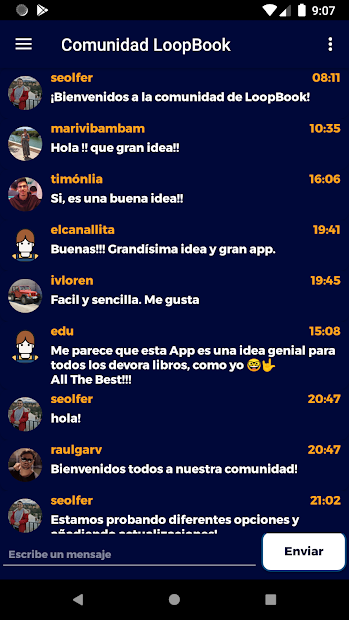 9:07
Comunidad LoopBook
seolfer 08:11
¡Bienvenidos a la comunidad de LoopBook!
marivibambam 10:35
Hola !! que gran idea!!
timónlia 16:06
Si, es una buena idea!!
elcanallita 19:41
Buenas!!! Grandísima idea y gran app.
ivloren 19:45
Facil y sencilla. Me gusta
edu 15:08
Me parece que esta App es una idea genial para
todos los devora libros, como yo 🤓🤟
All The Best!!!
seolfer 20:47
hola!
raulgarv 20:47
Bienvenidos todos a nuestra comunidad!
seolfer 21:02
Estamos probando diferentes opciones y
añadiendo actualizaciones!
Escribe un mensaje
Enviar